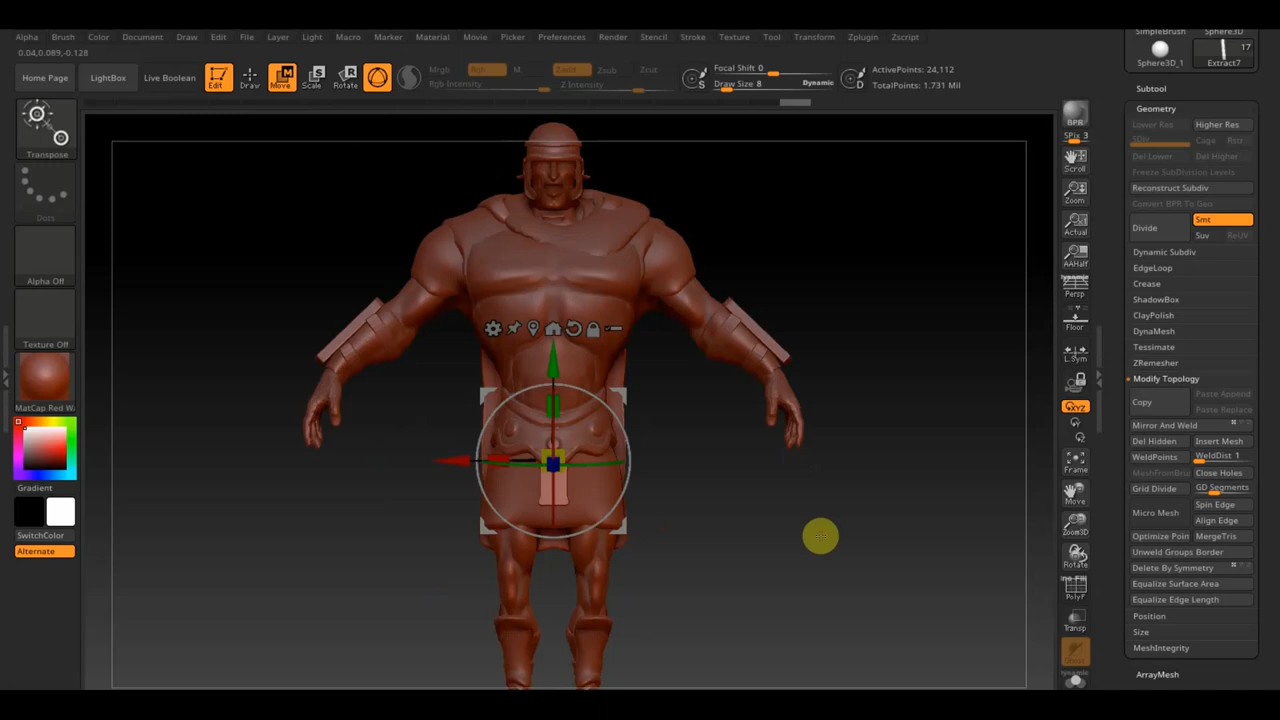 Alpha Brush Color Document Draw Edit File Layer Light Macro Marker Material Movie Picker Preferences Render Stencil Stroke Texture Tool Transform Zplugin Zscript
0.04,0.089,-0.128
Home Page LightBox Live Boolean Edit Draw Move Scale Rotate
Mrgb Rgb M Zadd Zsub Zcut
Rgb Intensity Z Intensity
Focal Shift 0
Draw Size 8 Dynamic
ActivePoints: 24,112
TotalPoints: 1.731 Mil
Transpose
Dots
Alpha Off
Texture Off
MatCap Red Wa
Gradient
SwitchColor
Alternate
BPR
SPix 3
Scroll
Zoom
Actual
AAHalf
Dynamic
Persp
Floor
L.Sym
XYZ
Frame
Move
Zoom3D
Rotate
PolyF
Transp
Ghost
SimpleBrush Sphere3D
17
Sphere3D_1 Extract7
Subtool
Geometry
Lower Res Higher Res
SDiv Cage Rstr
Del Lower Del Higher
Freeze SubDivision Levels
Reconstruct Subdiv
Convert BPR To Geo
Divide Smt
Suv ReUV
Dynamic Subdiv
EdgeLoop
Crease
ShadowBox
ClayPolish
DynaMesh
Tessimate
ZRemesher
Modify Topology
Copy Paste Append
Paste Replace
Mirror And Weld
Del Hidden Insert Mesh
WeldPoints WeldDist 1
MeshFromBru Close Holes
Grid Divide GD Segments
Micro Mesh Spin Edge
Align Edge
Optimize Poin MergeTris
Unweld Groups Border
Delete By Symmetry
Equalize Surface Area
Equalize Edge Length
Position
Size
MeshIntegrity
ArrayMesh